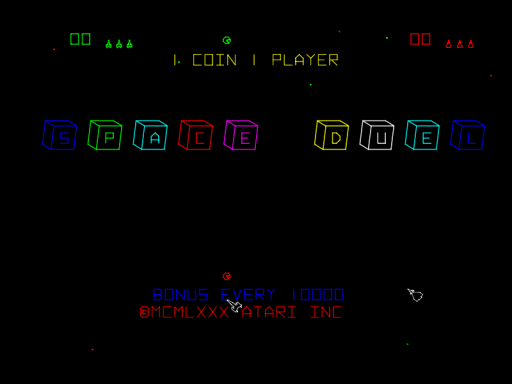 00 00
1 COIN 1 PLAYER
SPACE DUEL
BONUS EVERY 10000
©MCMLXXX ATARI INC